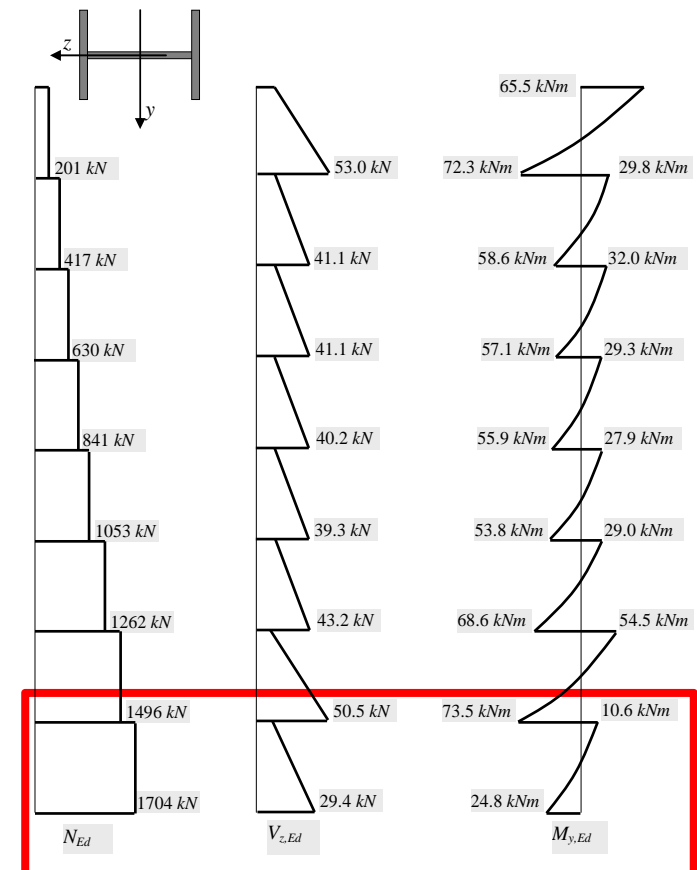 z
y
65.5 kNm
201 kN 53.0 kN 72.3 kNm 29.8 kNm
417 kN 41.1 kN 58.6 kNm 32.0 kNm
630 kN 41.1 kN 57.1 kNm 29.3 kNm
841 kN 40.2 kN 55.9 kNm 27.9 kNm
1053 kN 39.3 kN 53.8 kNm 29.0 kNm
1262 kN 43.2 kN 68.6 kNm 54.5 kNm
1496 kN 50.5 kN 73.5 kNm 10.6 kNm
1704 kN 29.4 kN 24.8 kNm
N_Ed V_z,Ed M_y,Ed